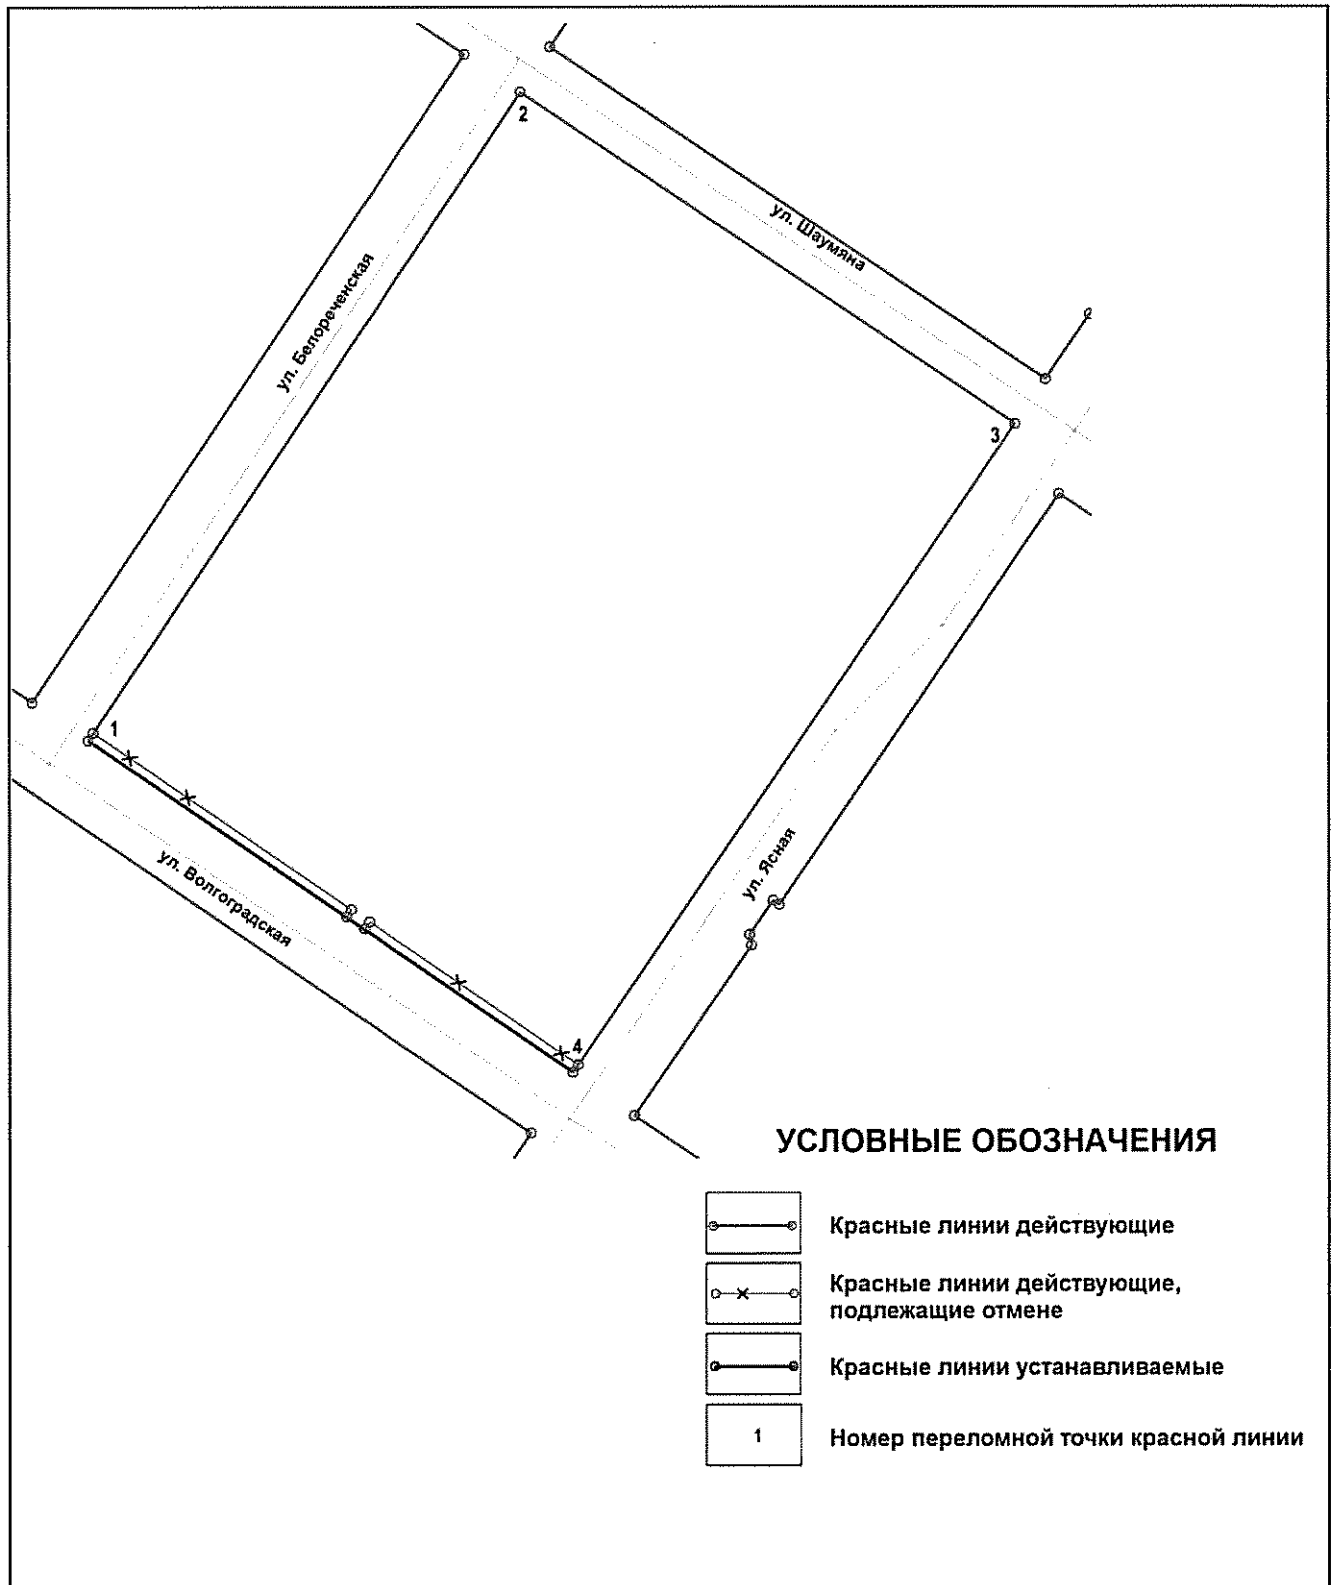 2
ул. Шаумяна
ул. Белореченская
3
1
ул. Ясная
ул. Волгоградская
4
УСЛОВНЫЕ ОБОЗНАЧЕНИЯ
Красные линии действующие
Красные линии действующие,
подлежащие отмене
Красные линии устанавливаемые
1
Номер переломной точки красной линии